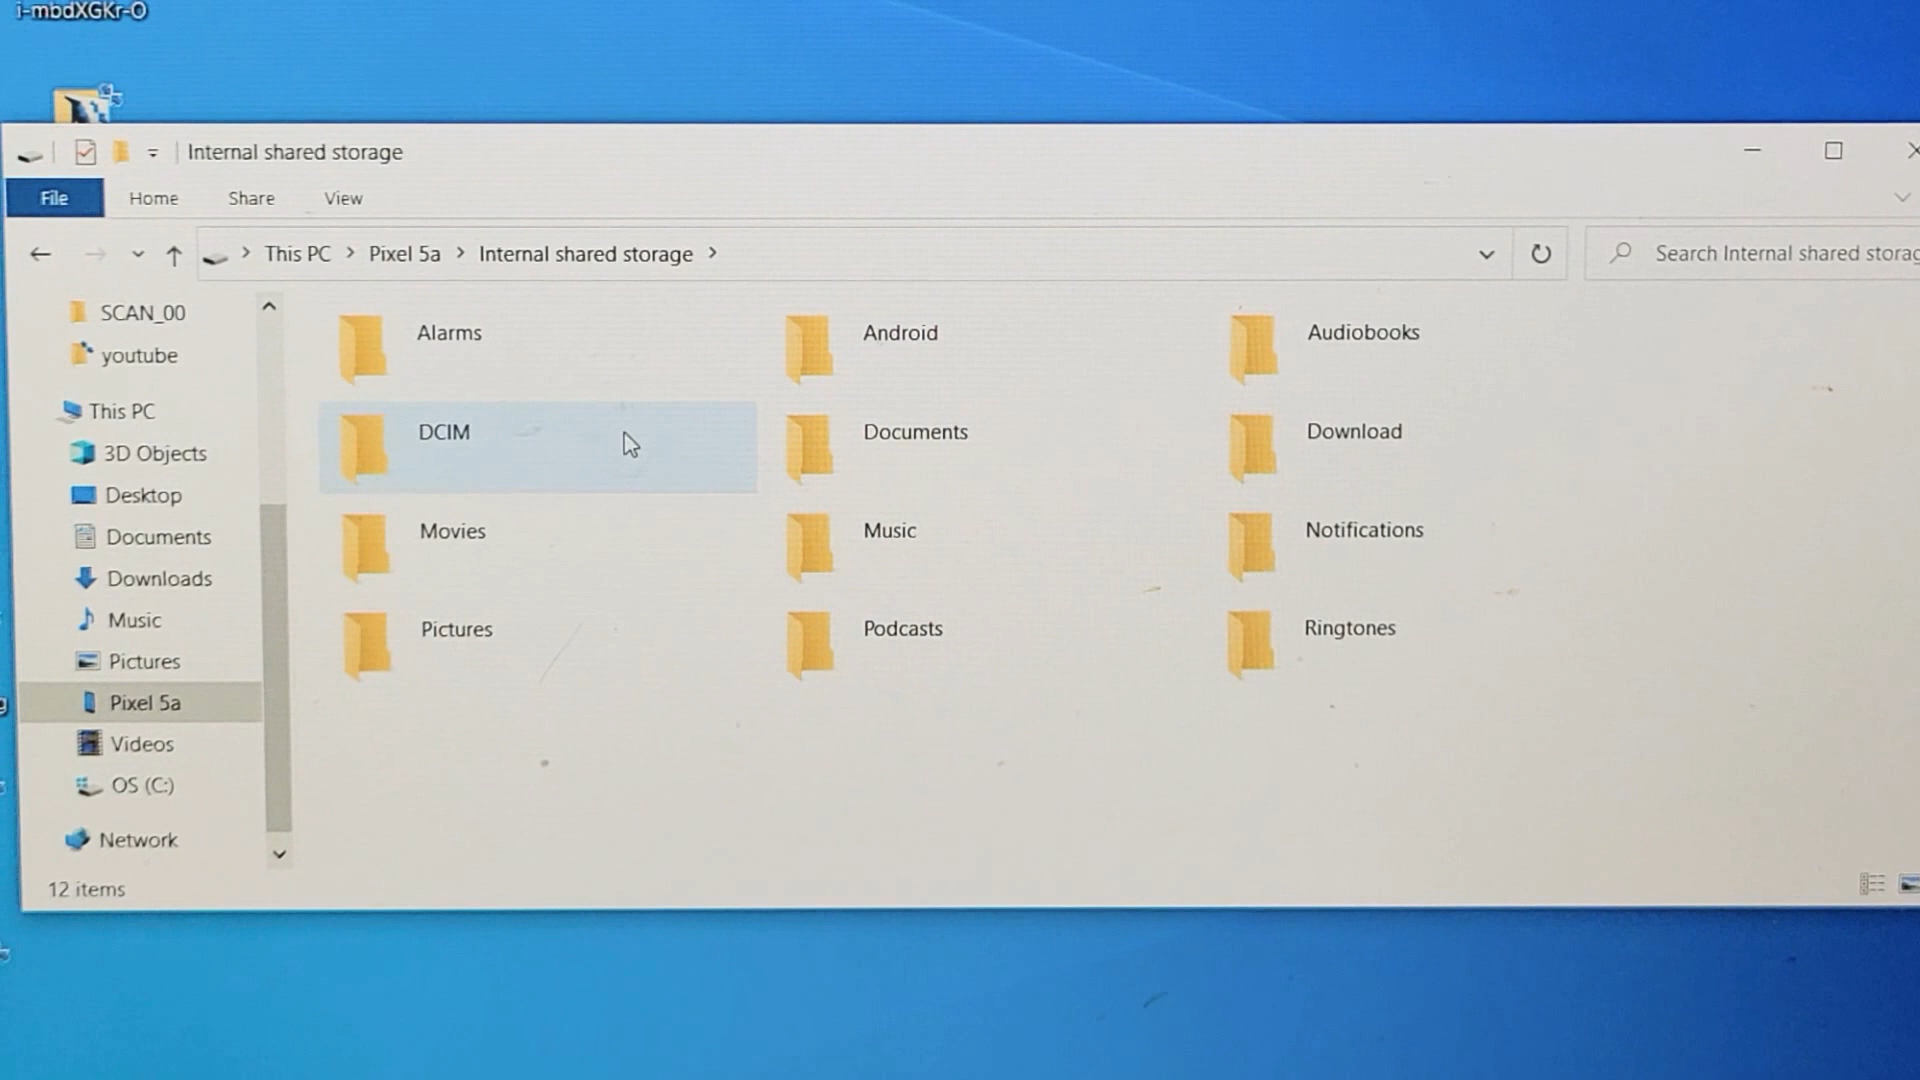 i-mbdXGKr-O
Internal shared storage
File Home Share View
This PC > Pixel 5a > Internal shared storage >
Search Internal shared storag
SCAN_00
youtube
This PC
3D Objects
Desktop
Documents
Downloads
Music
Pictures
Pixel 5a
Videos
OS (C:)
Network
Alarms Android Audiobooks
DCIM Documents Download
Movies Music Notifications
Pictures Podcasts Ringtones
12 items